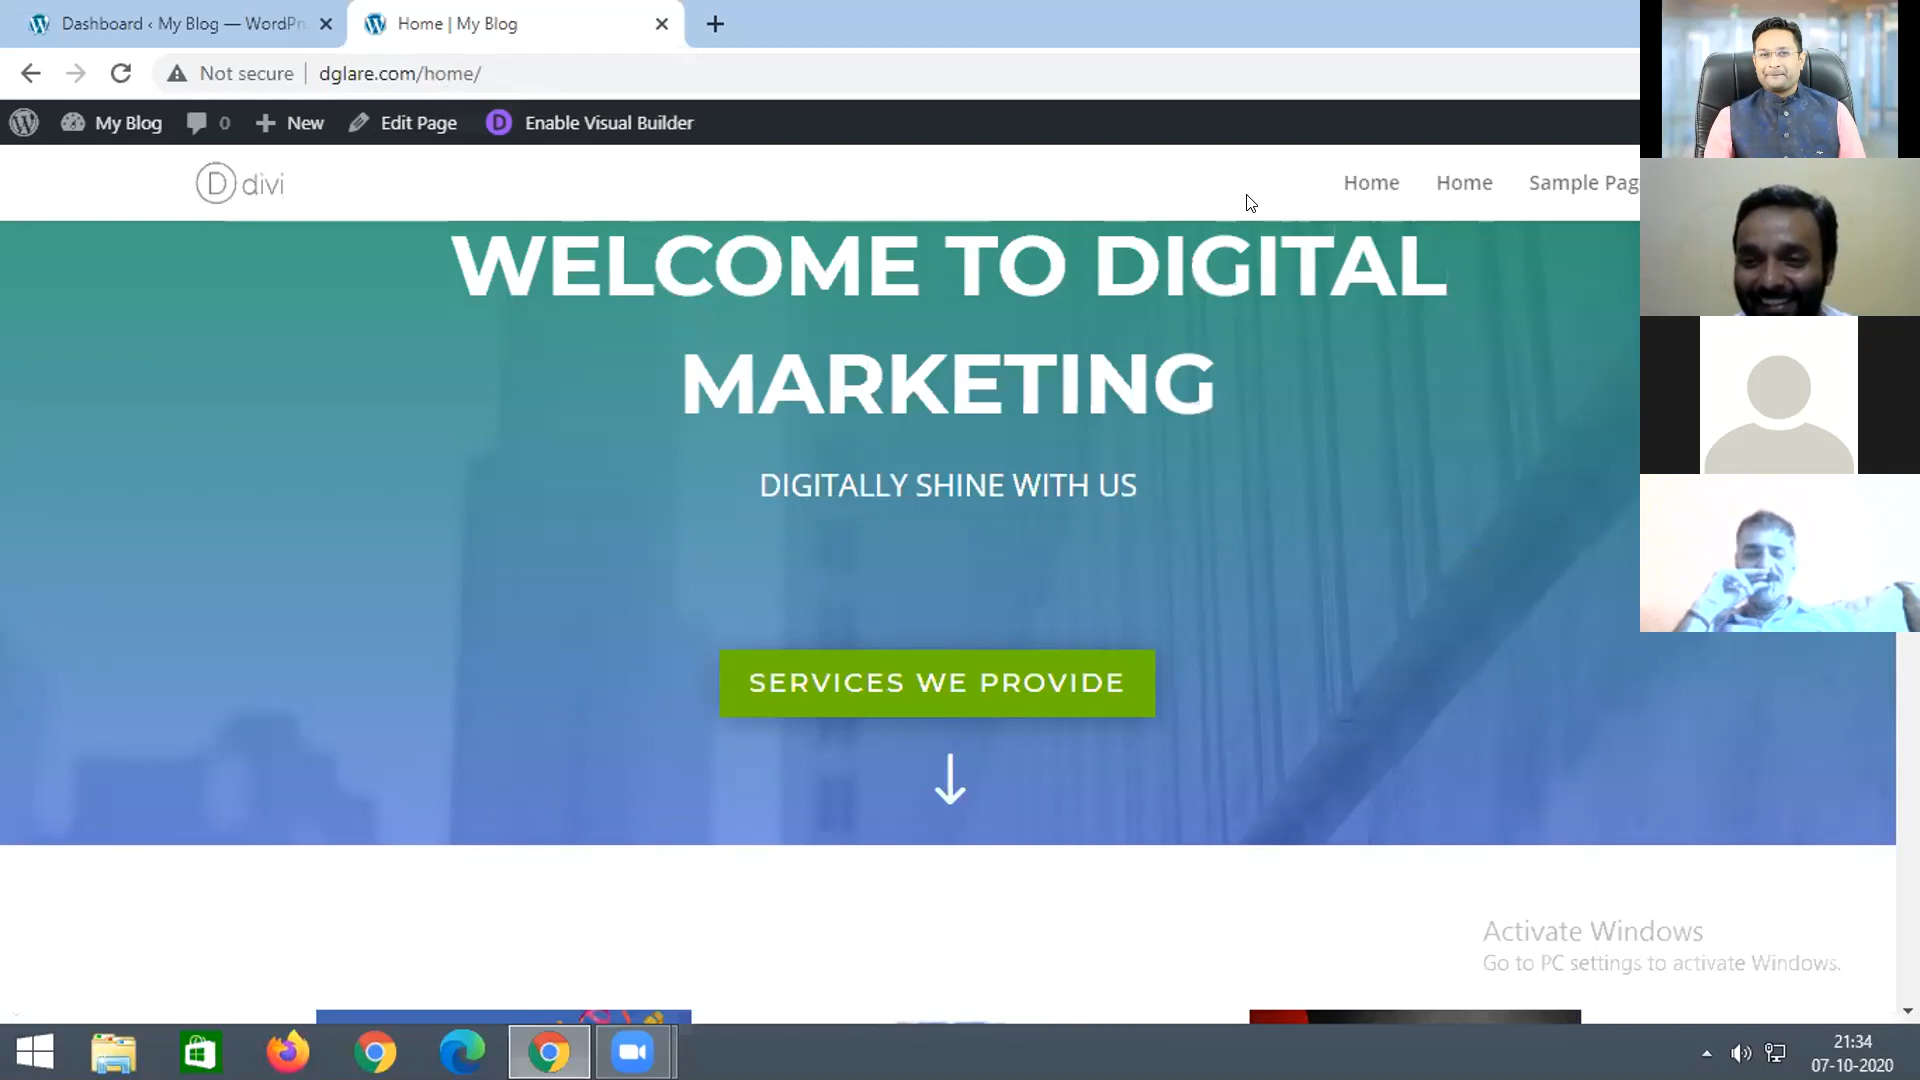 Dashboard ‹ My Blog — WordPr
Home | My Blog
Not secure
dglare.com/home/
My Blog
0
New
Edit Page
D
Enable Visual Builder
D divi
Home
Home
Sample Pag
WELCOME TO DIGITAL
MARKETING
DIGITALLY SHINE WITH US
SERVICES WE PROVIDE
Activate Windows
Go to PC settings to activate Windows.
21:34
07-10-2020